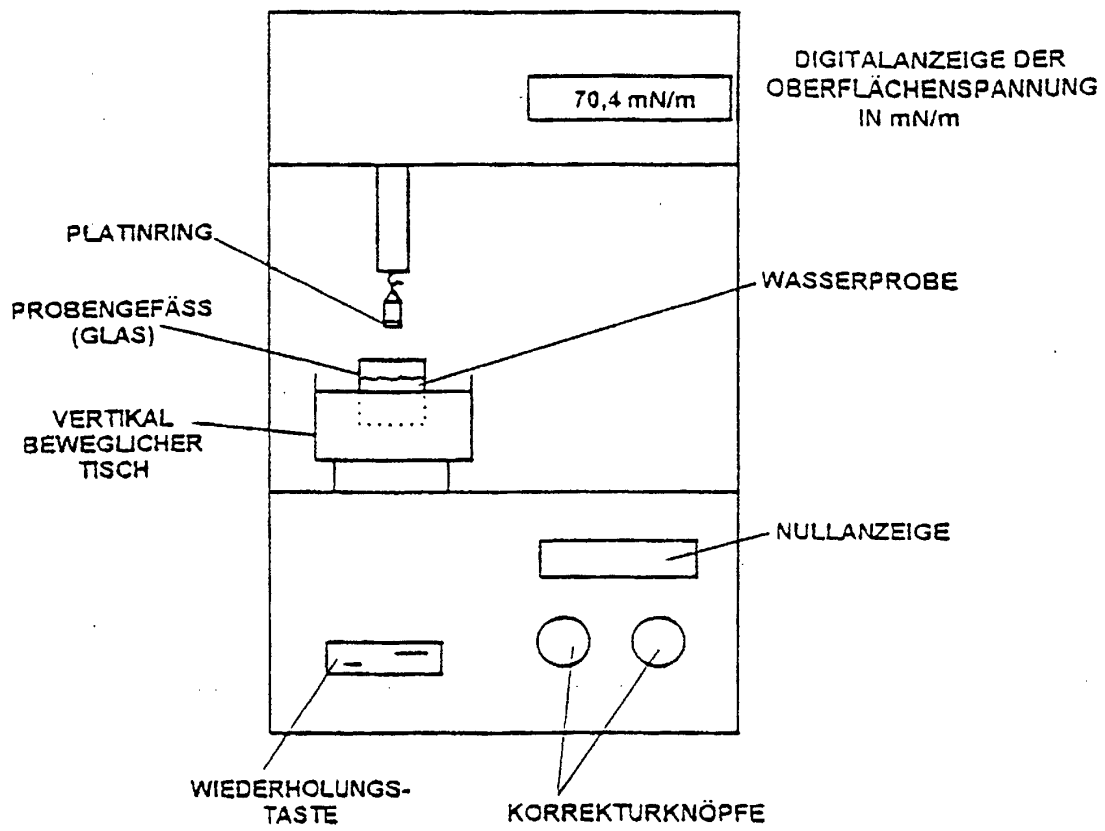 DIGITALANZEIGE DER
OBERFLÄCHENSPANNUNG
IN mN/m
70,4 mN/m
PLATINRING
WASSERPROBE
PROBENGEFÄSS
(GLAS)
VERTIKAL
BEWEGLICHER
TISCH
NULLANZEIGE
WIEDERHOLUNGS-
TASTE
KORREKTURKNÖPFE